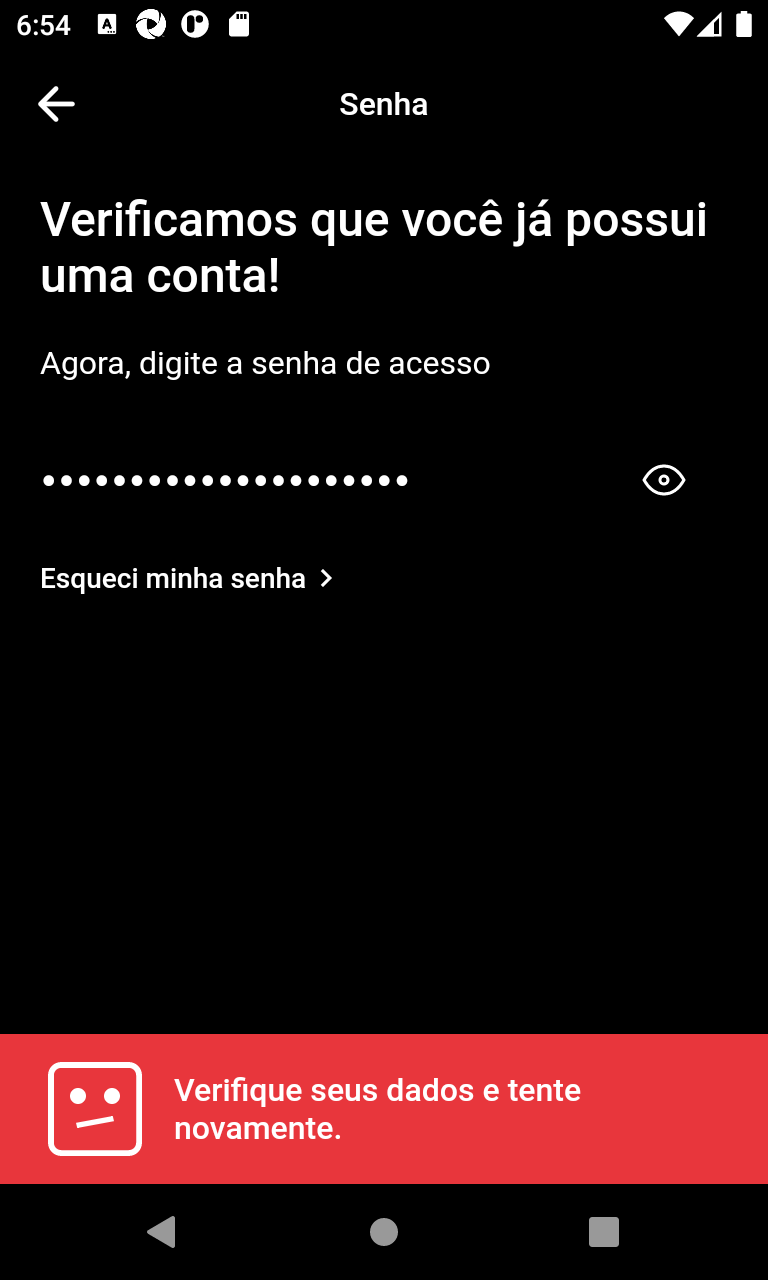 6:54
Senha
Verificamos que você já possui
uma conta!
Agora, digite a senha de acesso
•••••••••••••••••••••
Esqueci minha senha
Verifique seus dados e tente
novamente.